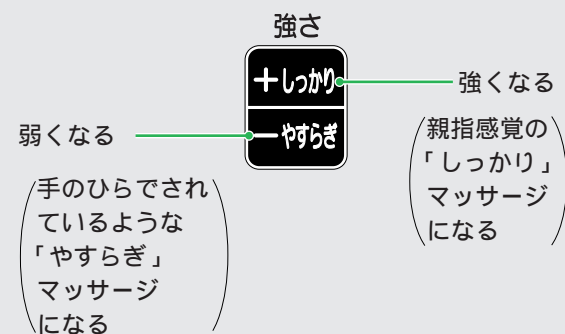 強さ
+しっかり
強くなる
親指感覚の
「しっかり」
マッサージ
になる
−やすらぎ
弱くなる
手のひらでされ
ているような
「やすらぎ」
マッサージ
になる